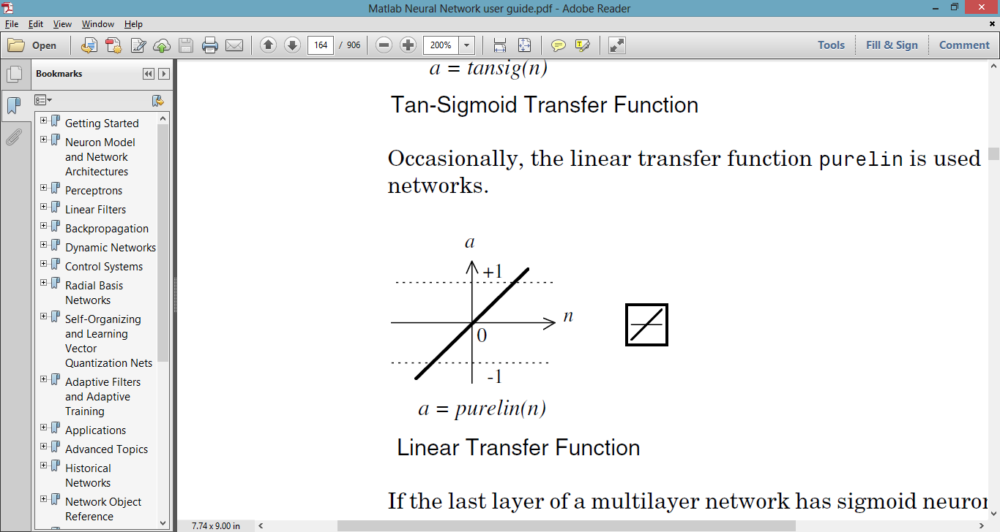 Matlab Neural Network user guide.pdf - Adobe Reader
File Edit View Window Help
Open 164 / 906 200% Tools Fill & Sign Comment
Bookmarks
Getting Started
Neuron Model
and Network
Architectures
Perceptrons
Linear Filters
Backpropagation
Dynamic Networks
Control Systems
Radial Basis
Networks
Self-Organizing
and Learning
Vector
Quantization Nets
Adaptive Filters
and Adaptive
Training
Applications
Advanced Topics
Historical
Networks
Network Object
Reference
a = tansig(n)
Tan-Sigmoid Transfer Function
Occasionally, the linear transfer function purelin is used
networks.
a
+1
n
0
-1
a = purelin(n)
Linear Transfer Function
If the last layer of a multilayer network has sigmoid
7.74 x 9.00 in